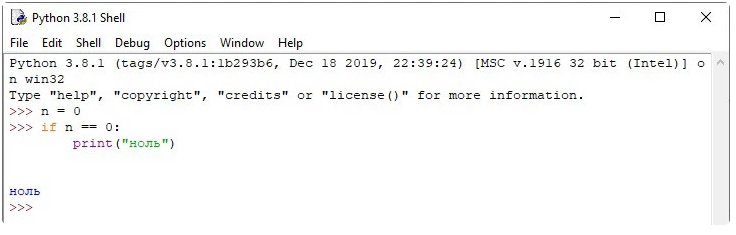 Python 3.8.1 Shell
File Edit Shell Debug Options Window Help
Python 3.8.1 (tags/v3.8.1:1b293b6, Dec 18 2019, 22:39:24) [MSC v.1916 32 bit (Intel)] o
n win32
Type "help", "copyright", "credits" or "license()" for more information.
>>> n = 0
>>> if n == 0:
        print("ноль")
ноль
>>>